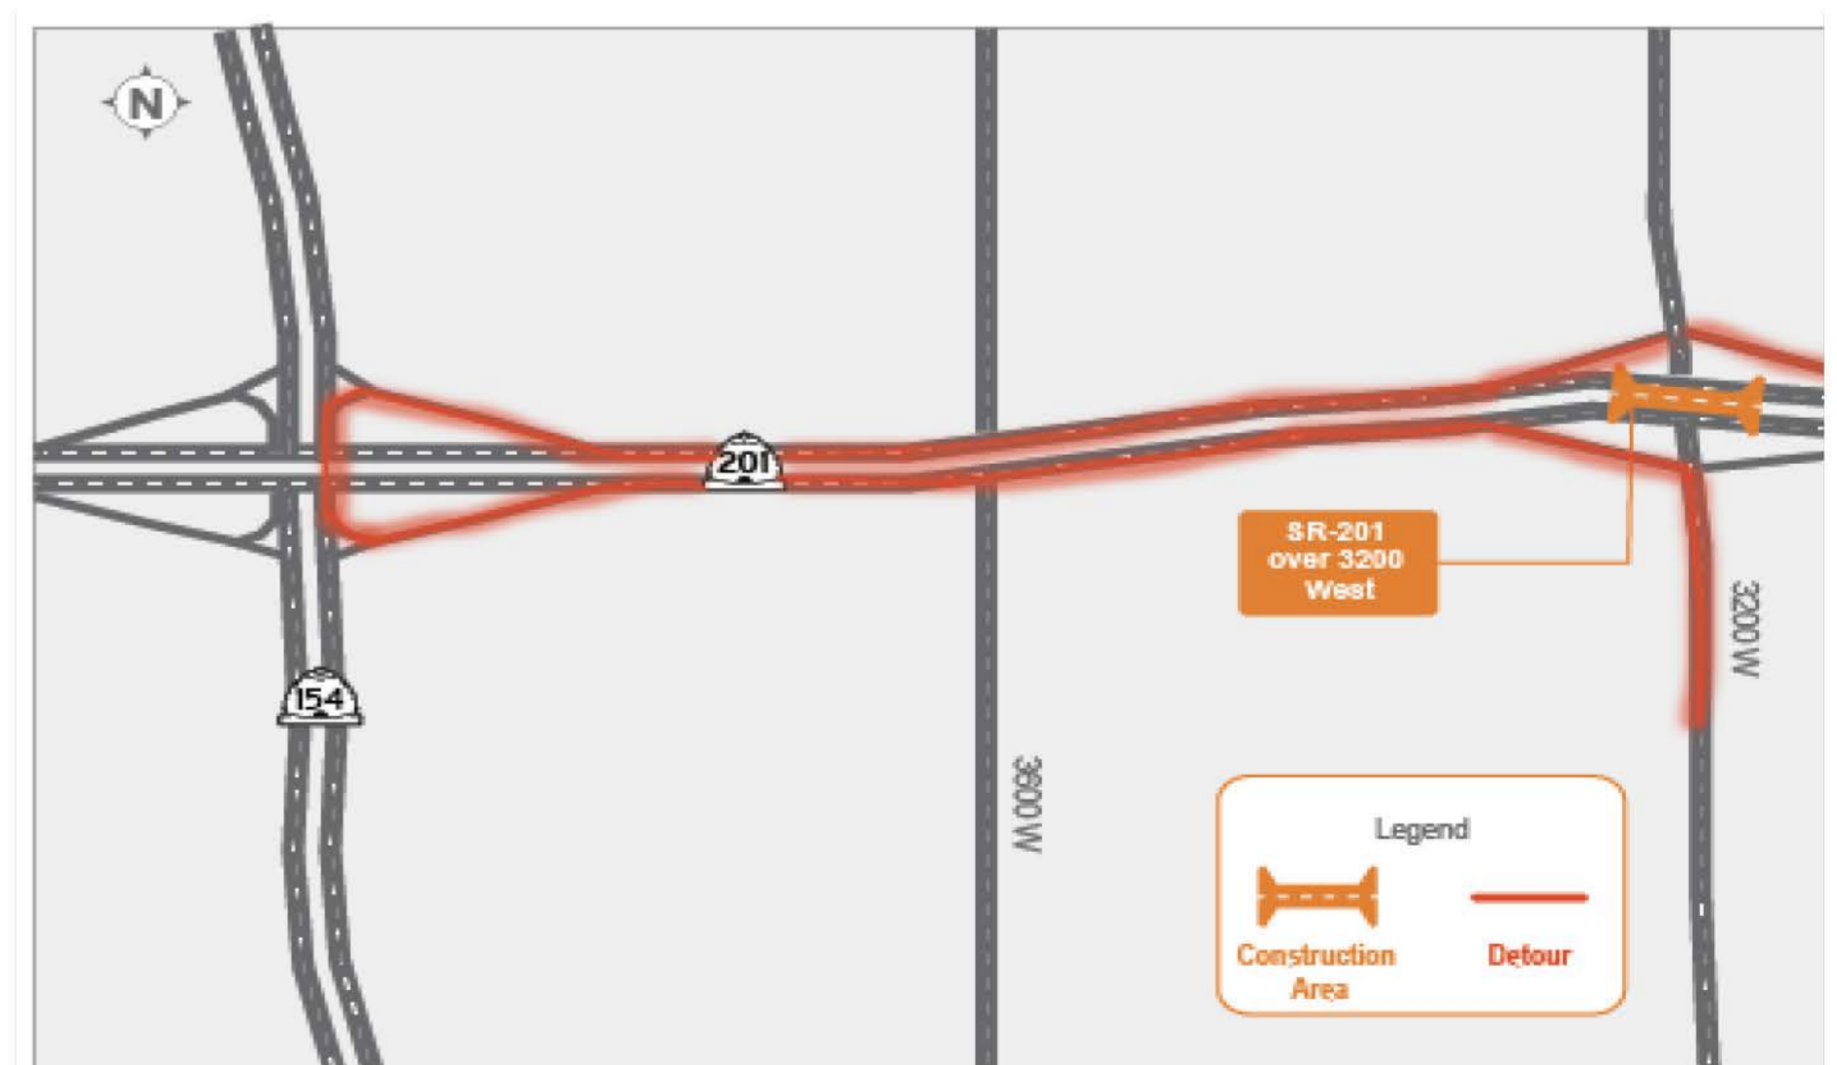 N
201
SR-201
over 3200
West
3200 W
154
3600 W
Legend
Construction
Area
Detour